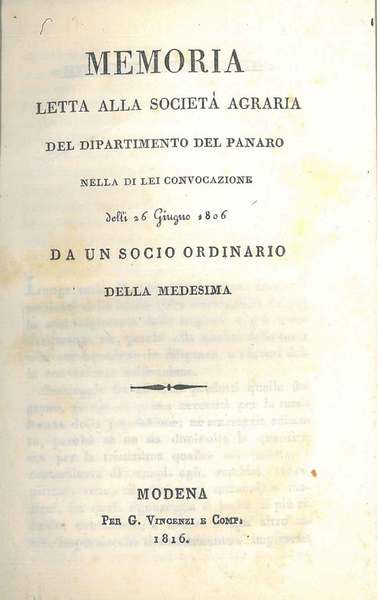 MEMORIA
LETTA ALLA SOCIETÁ AGRARIA
DEL DIPARTIMENTO DEL PANARO
NELLA DI LEI CONVOCAZIONE
delli 26 Giugno 1806
DA UN SOCIO ORDINARIO
DELLA MEDESIMA
MODENA
PER G. VINCENZI E COMP.
1816.